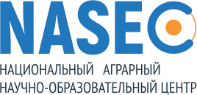 NASEC
НАЦИОНАЛЬНЫЙ АГРАРНЫЙ
НАУЧНО-ОБРАЗОВАТЕЛЬНЫЙ ЦЕНТР